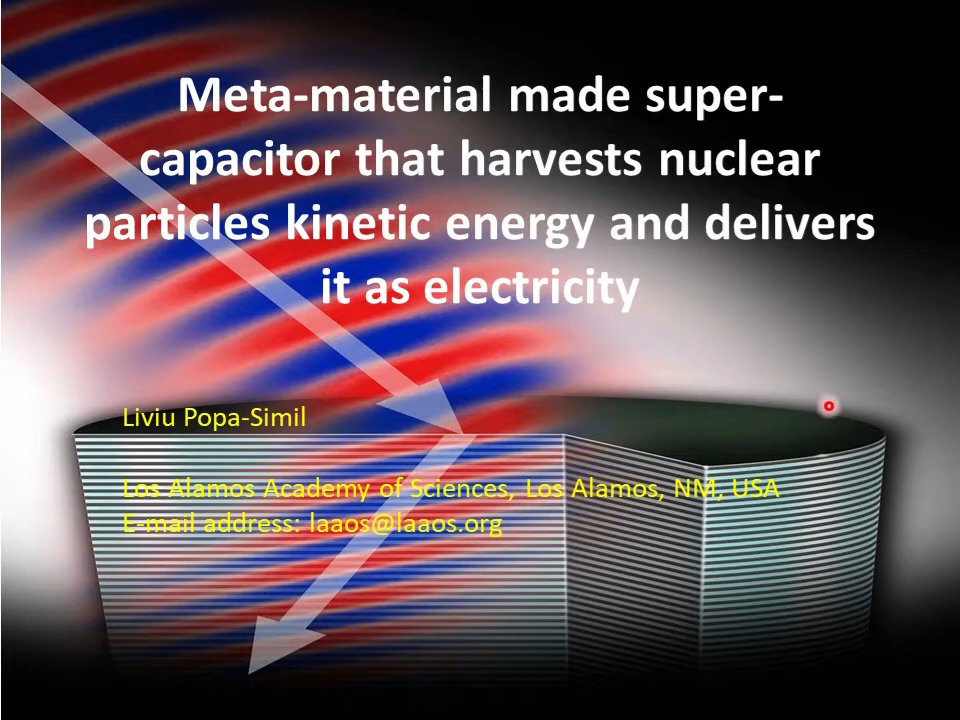 Meta-material made super-
capacitor that harvests nuclear
particles kinetic energy and delivers
it as electricity
Liviu Popa-Simil
Los Alamos Academy of Sciences, Los Alamos, NM, USA
E-mail address: laaos@laaos.org